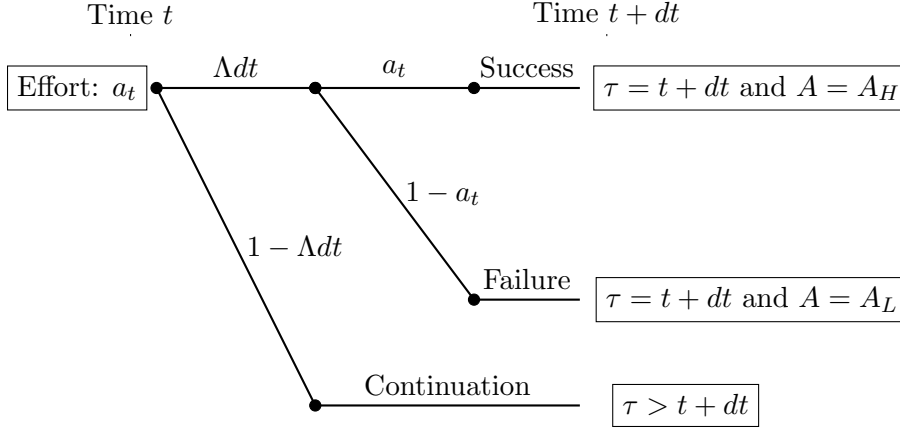 Time t
Time t + dt
Effort: a_t
Λdt
a_t
Success
τ = t + dt and A = A_H
1 − a_t
1 − Λdt
Failure
τ = t + dt and A = A_L
Continuation
τ > t + dt